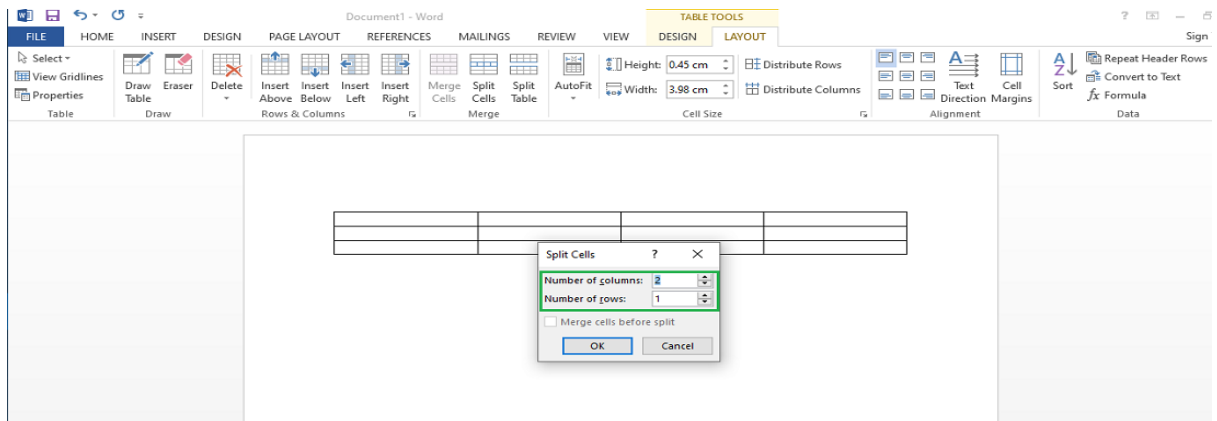 Document1 - Word
TABLE TOOLS
?
FILE HOME INSERT DESIGN PAGE LAYOUT REFERENCES MAILINGS REVIEW VIEW DESIGN LAYOUT Sign
Select
View Gridlines
Properties
Table
Draw Table
Eraser
Draw
Delete
Insert Above
Insert Below
Insert Left
Insert Right
Rows & Columns
Merge Cells
Split Cells
Split Table
Merge
AutoFit
Height: 0.45 cm
Width: 3.98 cm
Distribute Rows
Distribute Columns
Cell Size
Text Direction
Cell Margins
Alignment
Sort
Repeat Header Rows
Convert to Text
fx Formula
Data
Split Cells ?
Number of columns: 2
Number of rows: 1
Merge cells before split
OK Cancel